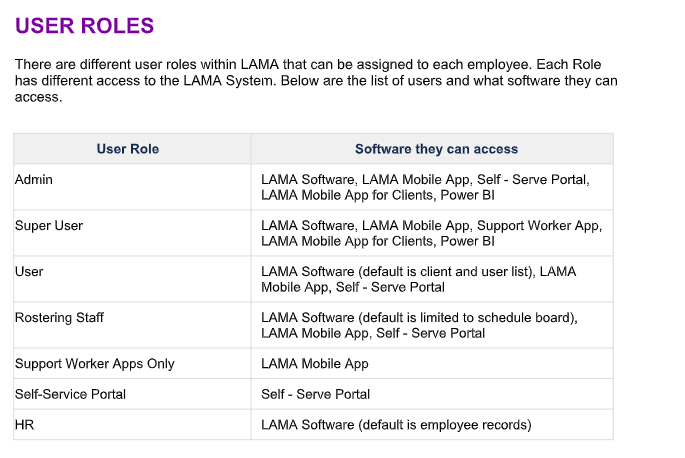 USER ROLES
There are different user roles within LAMA that can be assigned to each employee. Each Role
has different access to the LAMA System. Below are the list of users and what software they can
access.
User Role
Software they can access
Admin
LAMA Software, LAMA Mobile App, Self - Serve Portal,
LAMA Mobile App for Clients, Power BI
Super User
LAMA Software, LAMA Mobile App, Support Worker App,
LAMA Mobile App for Clients, Power BI
User
LAMA Software (default is client and user list), LAMA
Mobile App, Self - Serve Portal
Rostering Staff
LAMA Software (default is limited to schedule board),
LAMA Mobile App, Self - Serve Portal
Support Worker Apps Only
LAMA Mobile App
Self-Service Portal
Self - Serve Portal
HR
LAMA Software (default is employee records)